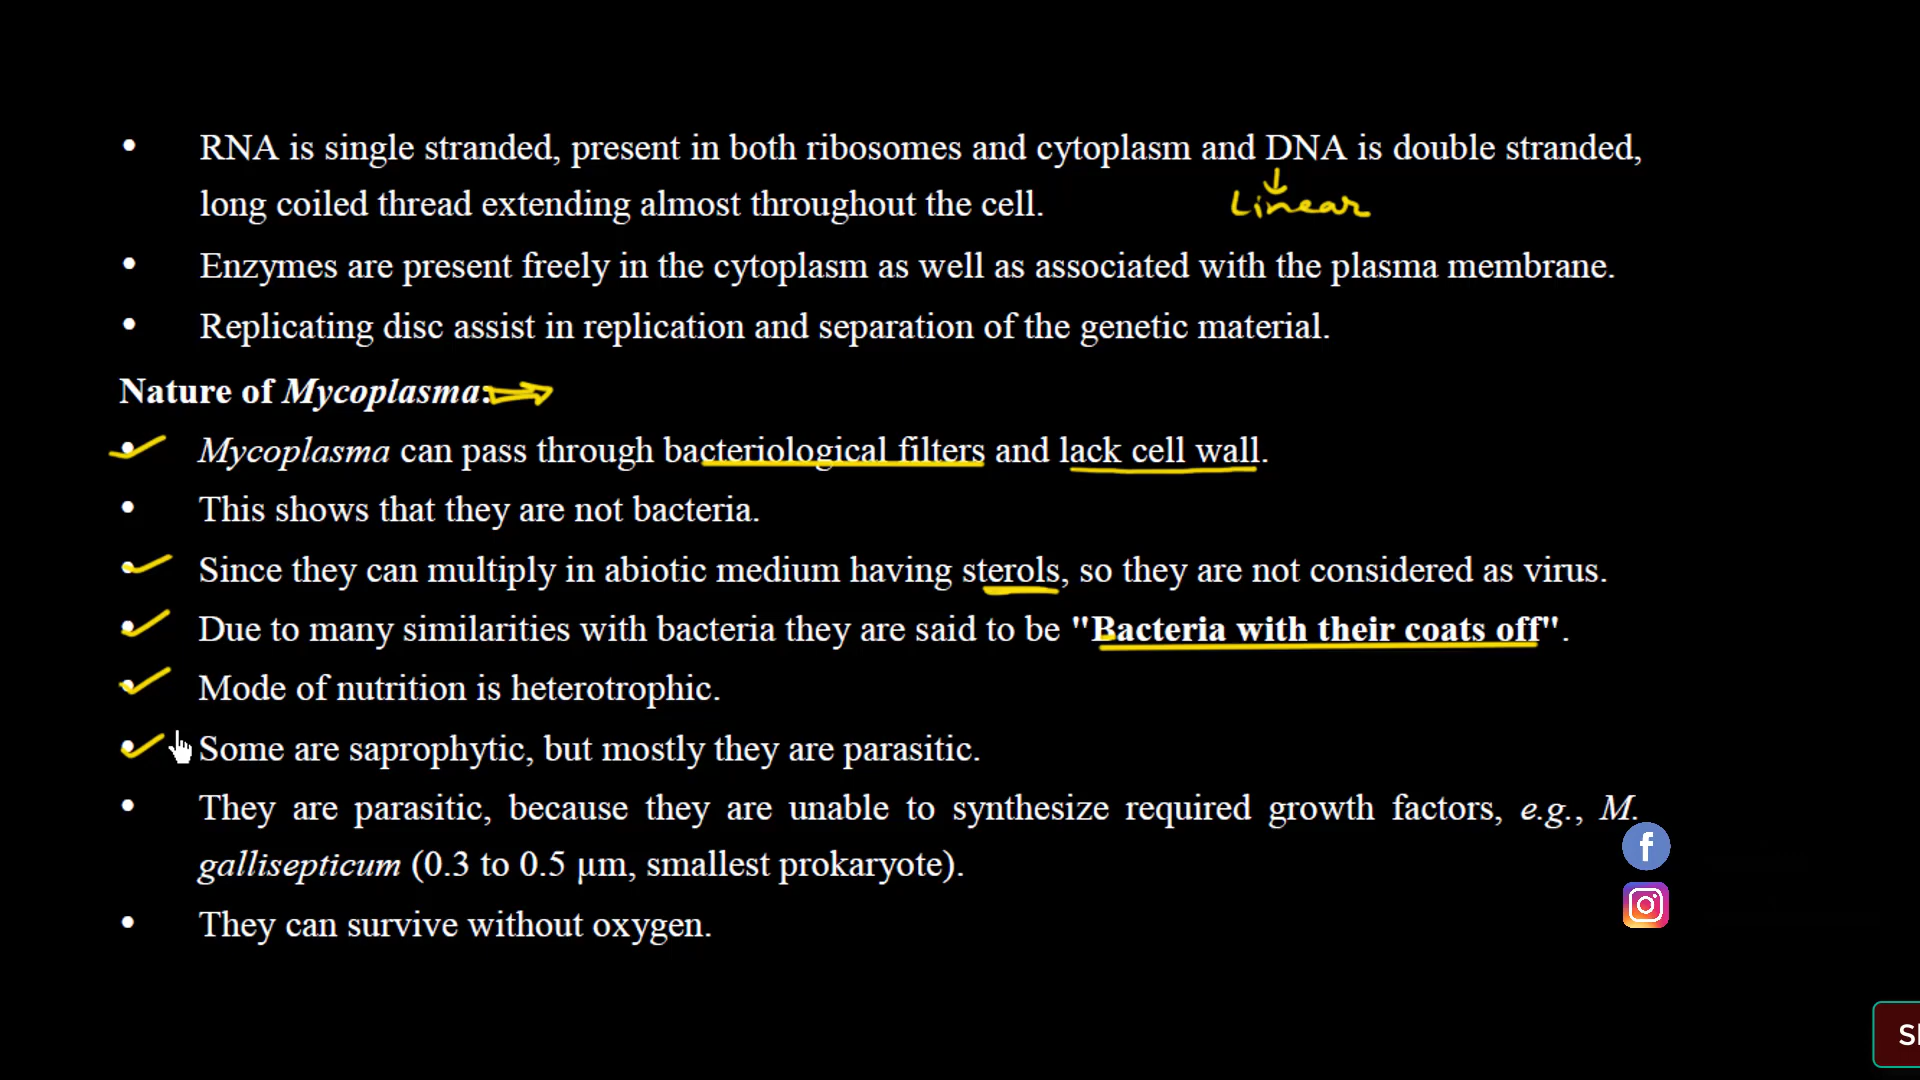 • RNA is single stranded, present in both ribosomes and cytoplasm and DNA is double stranded,
long coiled thread extending almost throughout the cell.
Linear
• Enzymes are present freely in the cytoplasm as well as associated with the plasma membrane.
• Replicating disc assist in replication and separation of the genetic material.
Nature of Mycoplasma:
• Mycoplasma can pass through bacteriological filters and lack cell wall.
• This shows that they are not bacteria.
• Since they can multiply in abiotic medium having sterols, so they are not considered as virus.
• Due to many similarities with bacteria they are said to be "Bacteria with their coats off".
• Mode of nutrition is heterotrophic.
• Some are saprophytic, but mostly they are parasitic.
• They are parasitic, because they are unable to synthesize required growth factors, e.g., M.
gallisepticum (0.3 to 0.5 μm, smallest prokaryote).
• They can survive without oxygen.